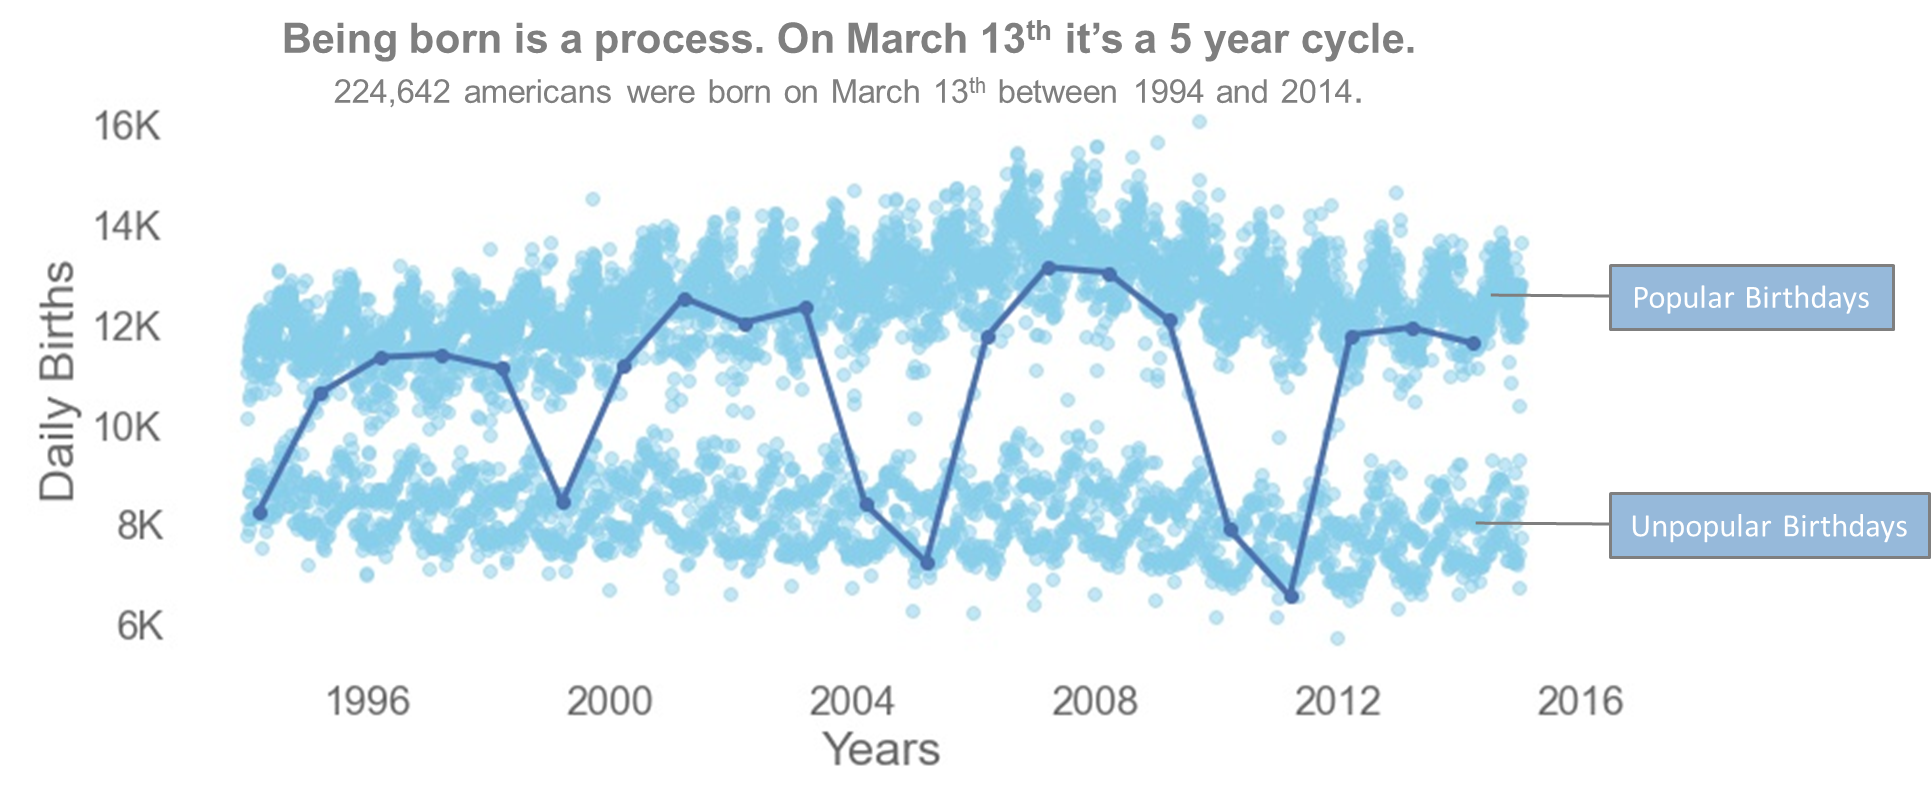 Being born is a process. On March 13th it’s a 5 year cycle.
224,642 americans were born on March 13th between 1994 and 2014.
16K
14K
12K
10K
8K
6K
Daily Births
Popular Birthdays
Unpopular Birthdays
1996 2000 2004 2008 2012 2016
Years